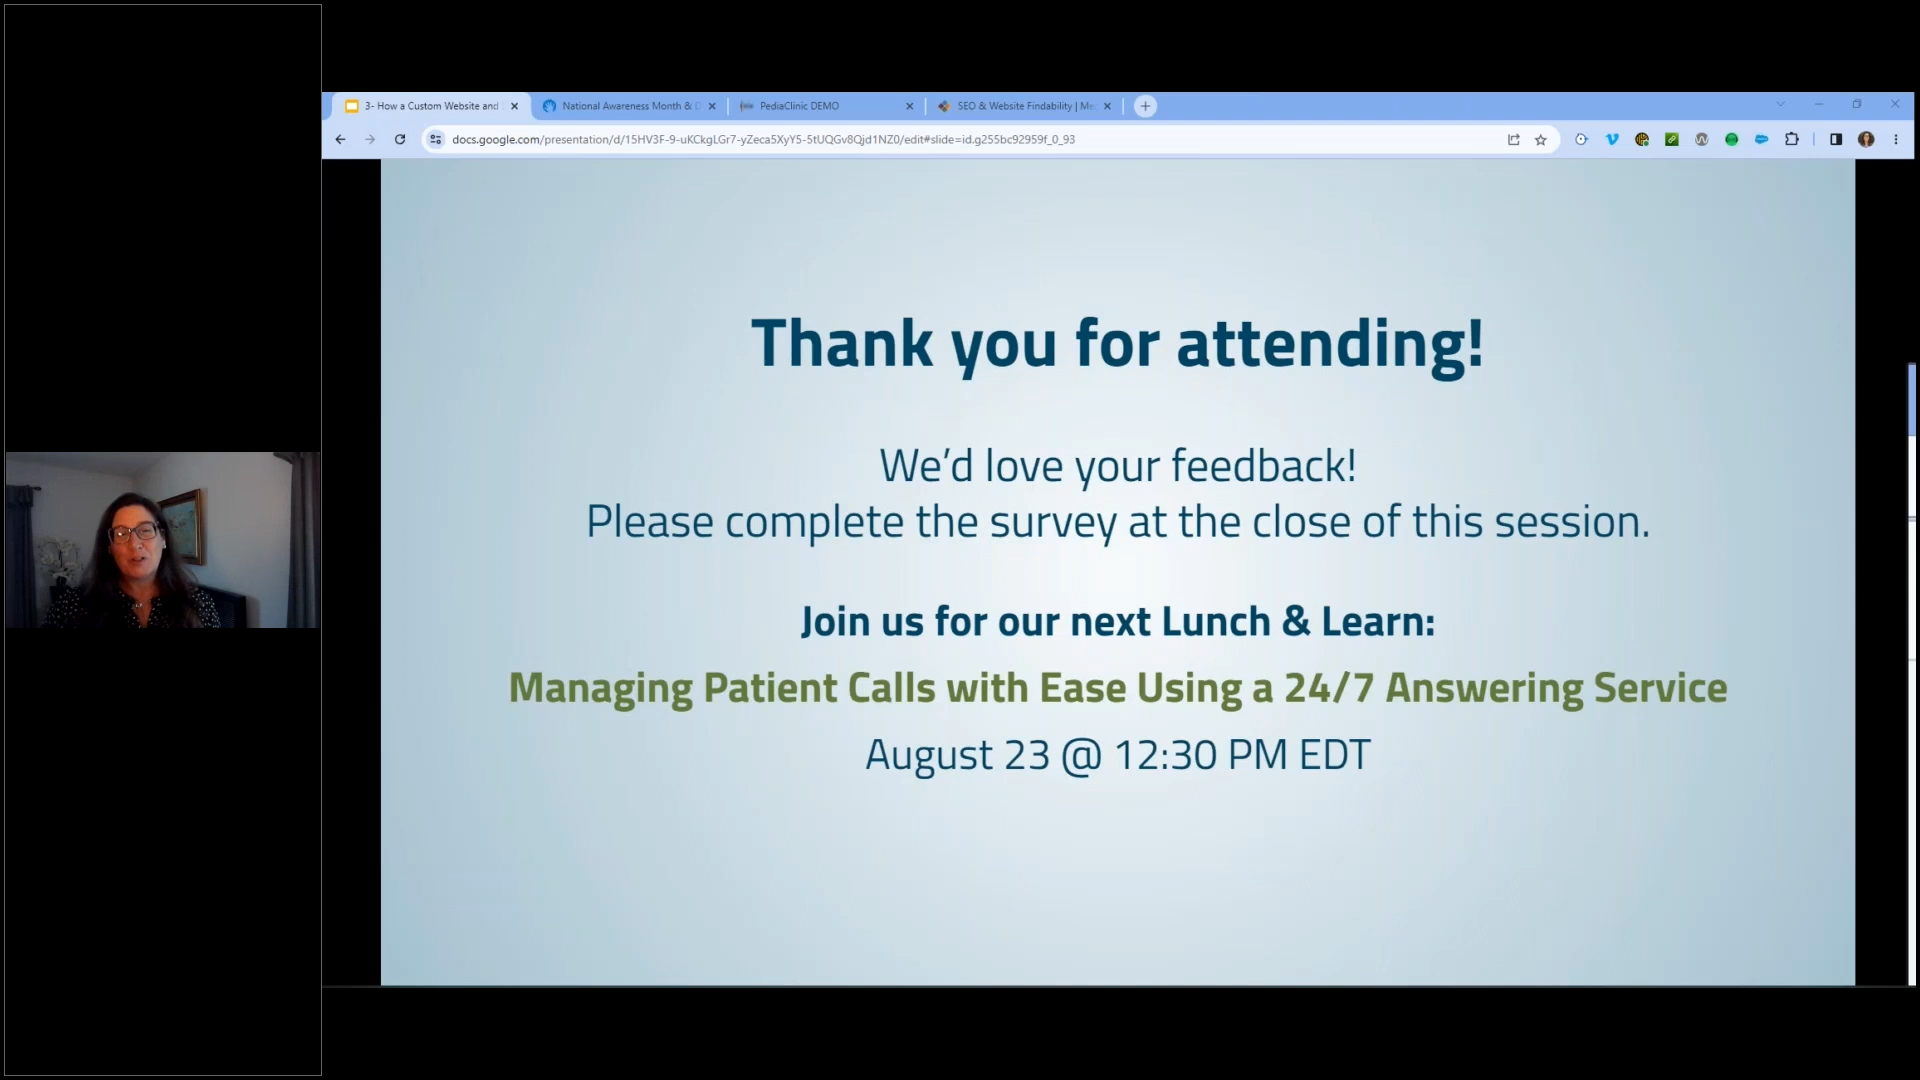 3- How a Custom Website and
National Awareness Month & D
PediaClinic DEMO
SEO & Website Findability | Me
docs.google.com/presentation/d/15HV3F-9-uKCkgLGr7-yZeca5XyY5-5tUQGv8Qjd1NZ0/edit#slide=id.g255bc92959f_0_93
Thank you for attending!
We’d love your feedback!
Please complete the survey at the close of this session.
Join us for our next Lunch & Learn:
Managing Patient Calls with Ease Using a 24/7 Answering Service
August 23 @ 12:30 PM EDT